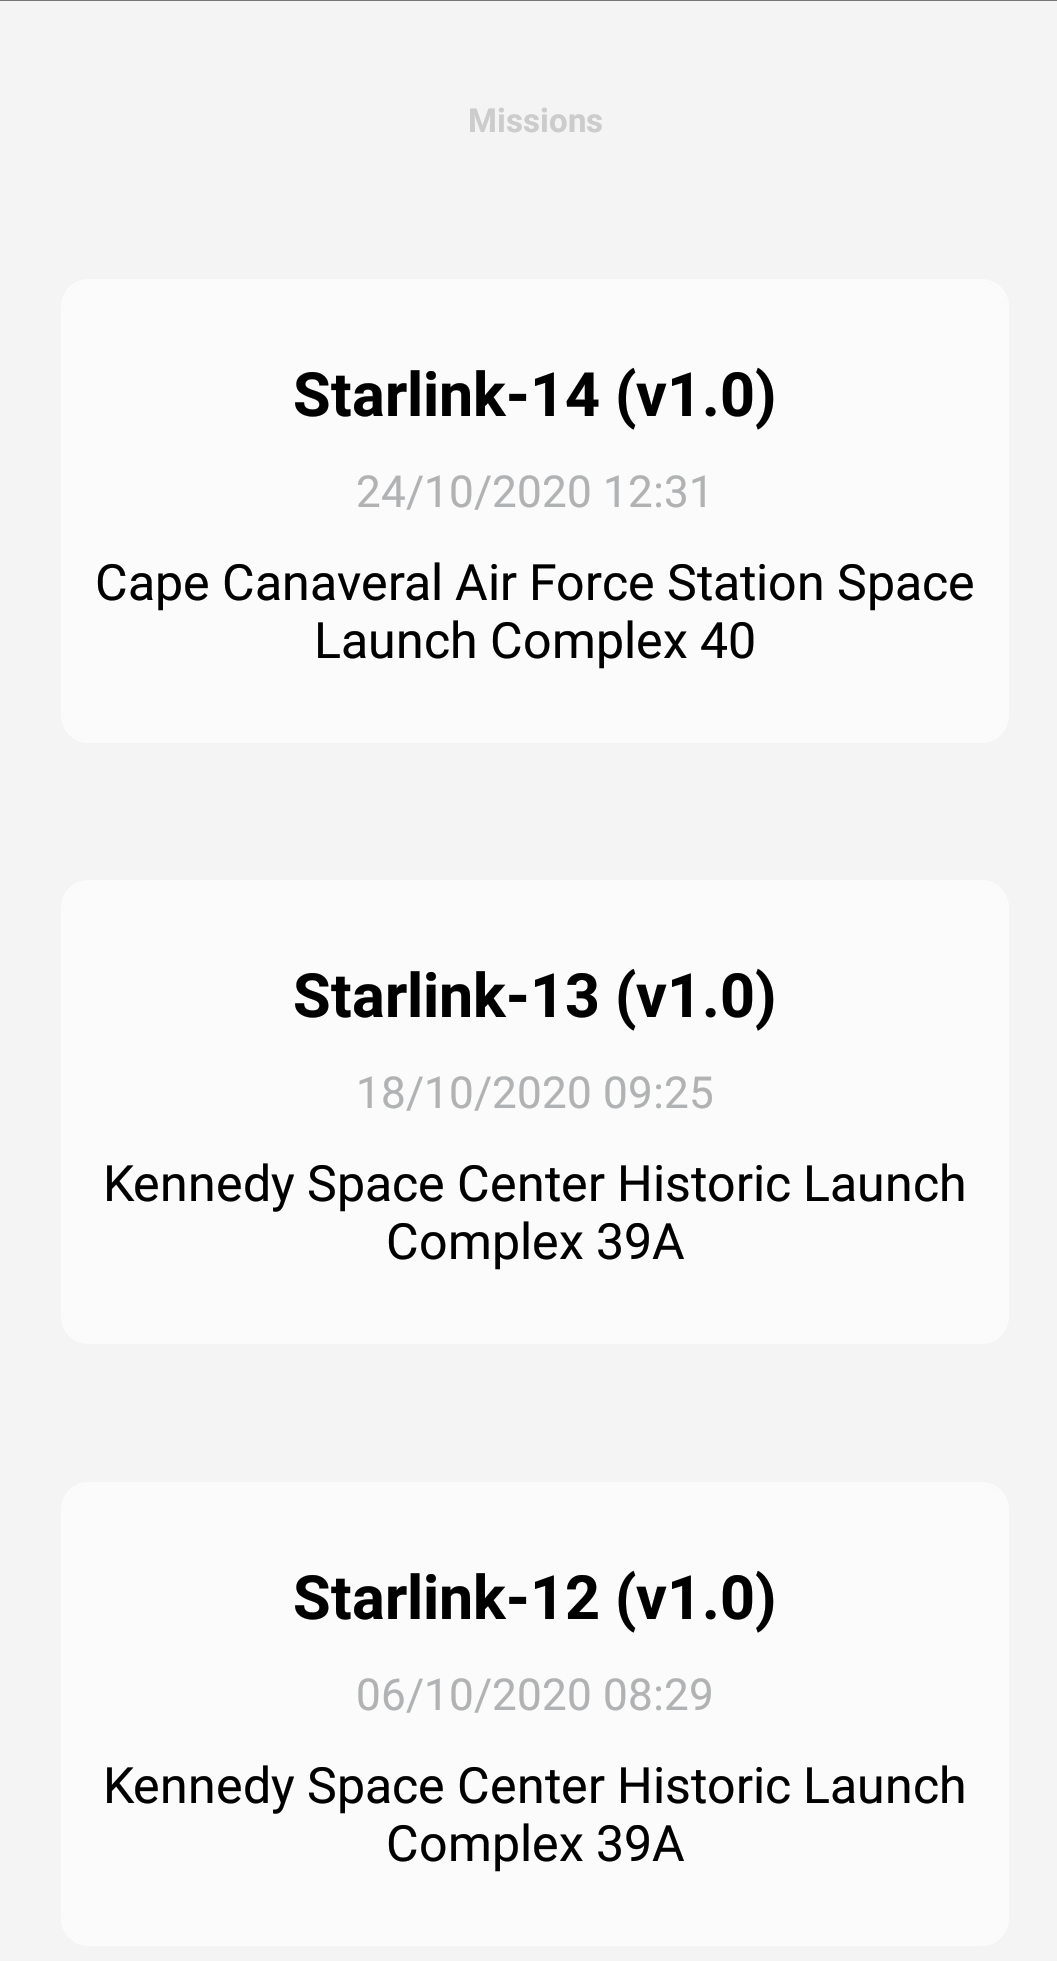 Missions
Starlink-14 (v1.0)
24/10/2020 12:31
Cape Canaveral Air Force Station Space
Launch Complex 40
Starlink-13 (v1.0)
18/10/2020 09:25
Kennedy Space Center Historic Launch
Complex 39A
Starlink-12 (v1.0)
06/10/2020 08:29
Kennedy Space Center Historic Launch
Complex 39A